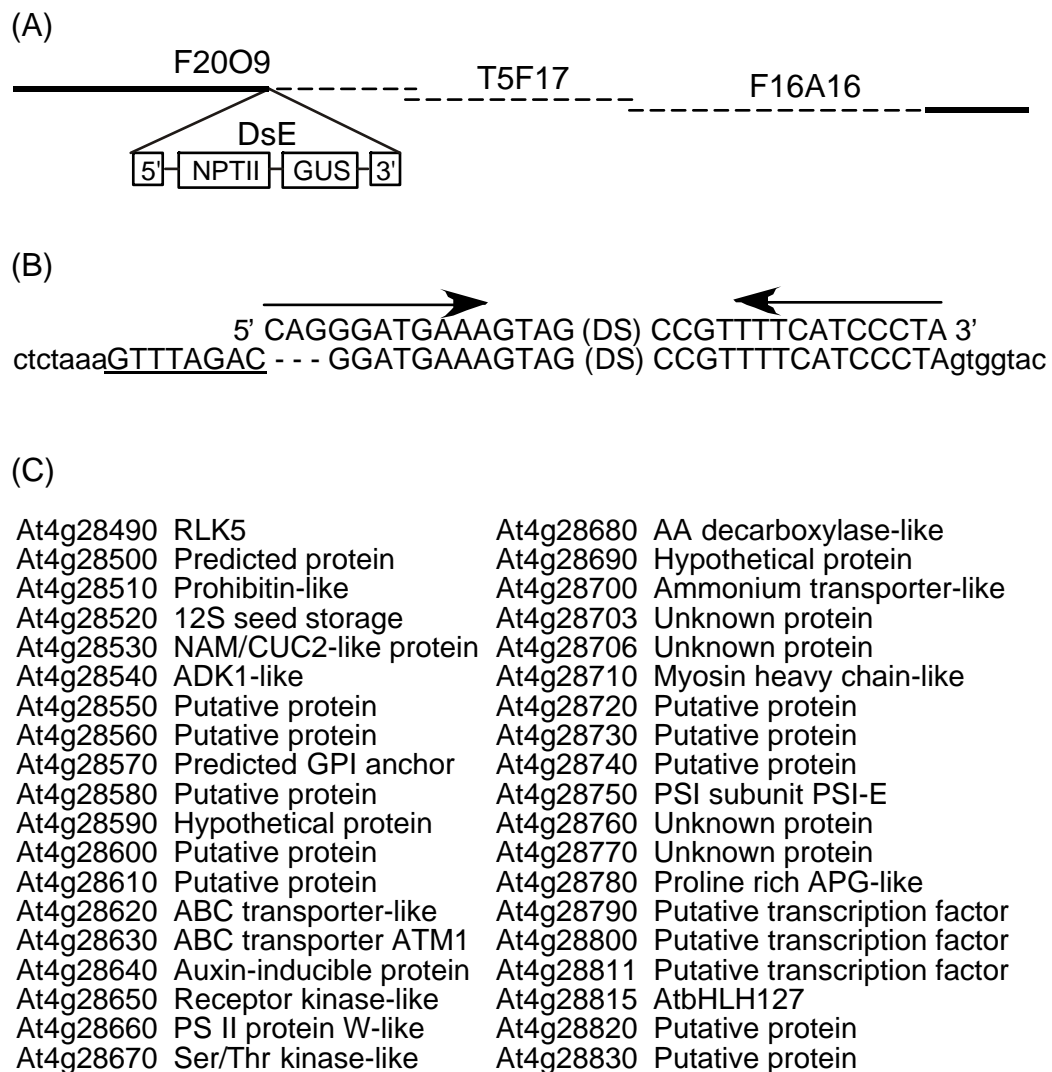 (A)
F20O9
T5F17
F16A16
DsE
5' NPTII GUS 3'
(B)
5' CAGGGATGAAAGTAG (DS) CCGTTTTCATCCCTA 3'
ctctaaaGTTTAGAC - - - GGATGAAAGTAG (DS) CCGTTTTCATCCCTAgtggtac
(C)
At4g28490 RLK5
At4g28500 Predicted protein
At4g28510 Prohibitin-like
At4g28520 12S seed storage
At4g28530 NAM/CUC2-like protein
At4g28540 ADK1-like
At4g28550 Putative protein
At4g28560 Putative protein
At4g28570 Predicted GPI anchor
At4g28580 Putative protein
At4g28590 Hypothetical protein
At4g28600 Putative protein
At4g28610 Putative protein
At4g28620 ABC transporter-like
At4g28630 ABC transporter ATM1
At4g28640 Auxin-inducible protein
At4g28650 Receptor kinase-like
At4g28660 PS II protein W-like
At4g28670 Ser/Thr kinase-like
At4g28680 AA decarboxylase-like
At4g28690 Hypothetical protein
At4g28700 Ammonium transporter-like
At4g28703 Unknown protein
At4g28706 Unknown protein
At4g28710 Myosin heavy chain-like
At4g28720 Putative protein
At4g28730 Putative protein
At4g28740 Putative protein
At4g28750 PSI subunit PSI-E
At4g28760 Unknown protein
At4g28770 Unknown protein
At4g28780 Proline rich APG-like
At4g28790 Putative transcription factor
At4g28800 Putative transcription factor
At4g28811 Putative transcription factor
At4g28815 AtbHLH127
At4g28820 Putative protein
At4g28830 Putative protein